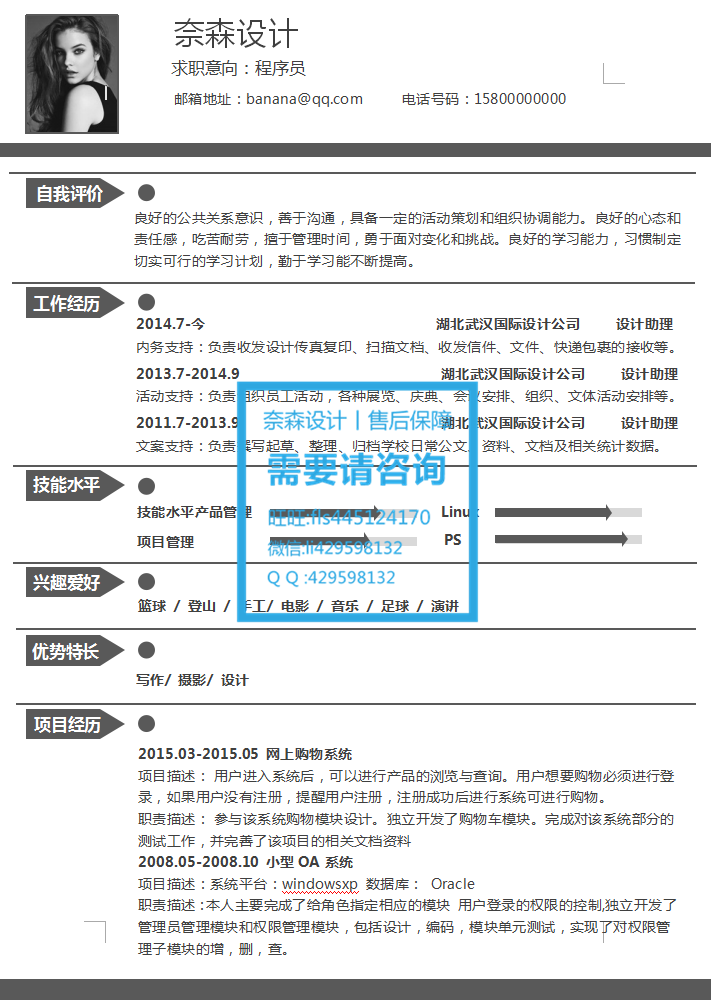 奈森设计
求职意向：程序员
邮箱地址：banana@qq.com 电话号码：15800000000
自我评价
良好的公共关系意识，善于沟通，具备一定的活动策划和组织协调能力。良好的心态和
责任感，吃苦耐劳，擅于管理时间，勇于面对变化和挑战。良好的学习能力，习惯制定
切实可行的学习计划，勤于学习能不断提高。
工作经历
2014.7-今 湖北武汉国际设计公司 设计助理
内务支持：负责收发设计传真复印、扫描文档、收发信件、文件、快递包裹的接收等。
2013.7-2014.9 湖北武汉国际设计公司 设计助理
活动支持：负责组织员工活动，各种展览、庆典、会议安排、组织、文体活动安排等。
2011.7-2013.9 湖北武汉国际设计公司 设计助理
文案支持：负责撰写起草、整理、归档学校日常公文、资料、文档及相关统计数据。
奈森设计丨售后保障
需要请咨询
旺旺:fls445124170
微信:li429598132
Q Q :429598132
技能水平
技能水平产品管理 Linux
项目管理 PS
兴趣爱好
篮球 / 登山 / 手工/ 电影 / 音乐 / 足球 / 演讲
优势特长
写作/ 摄影/ 设计
项目经历
2015.03-2015.05 网上购物系统
项目描述： 用户进入系统后，可以进行产品的浏览与查询。用户想要购物必须进行登
录，如果用户没有注册，提醒用户注册，注册成功后进行系统可进行购物。
职责描述： 参与该系统购物模块设计。独立开发了购物车模块。完成对该系统部分的
测试工作，并完善了该项目的相关文档资料
2008.05-2008.10 小型 OA 系统
项目描述：系统平台：windowsxp 数据库： Oracle
职责描述：本人主要完成了给角色指定相应的模块 用户登录的权限的控制,独立开发了
管理员管理模块和权限管理模块，包括设计，编码，模块单元测试，实现了对权限管
理子模块的增，删，查。